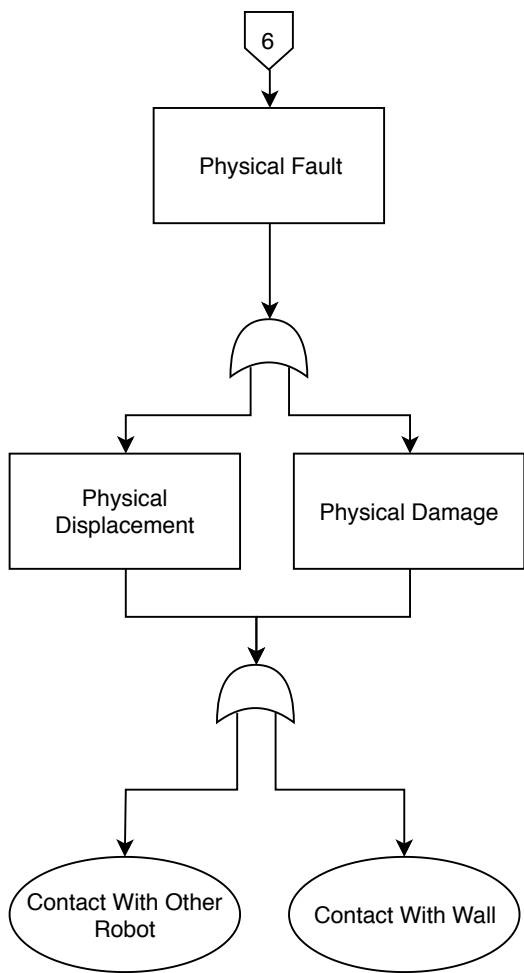 6
Physical Fault
Physical
Displacement
Physical Damage
Contact With Other
Robot
Contact With Wall